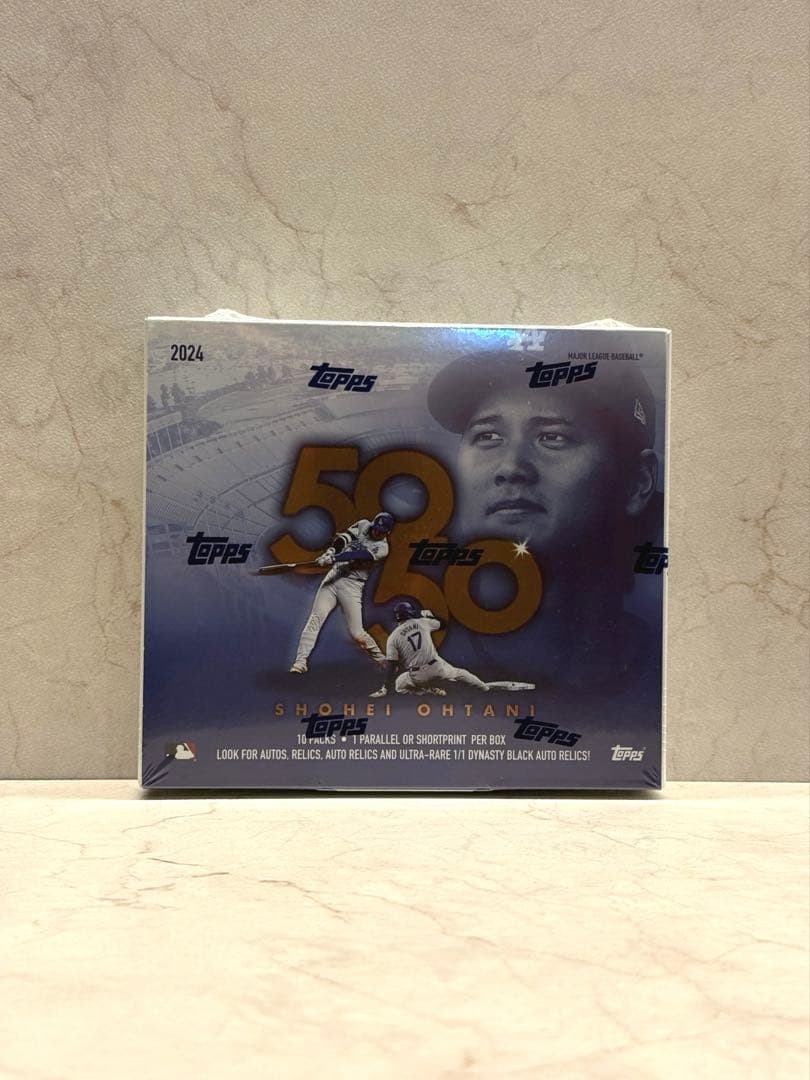 2024
MAJOR LEAGUE BASEBALL®
Topps
Topps
50
Topps
Topps
50
Topps
OHTANI
17
SHOHEI OHTANI
Topps
Topps
10 PACKS • 1 PARALLEL OR SHORTPRINT PER BOX
LOOK FOR AUTOS, RELICS, AUTO RELICS AND ULTRA-RARE 1/1 DYNASTY BLACK AUTO RELICS!
Topps